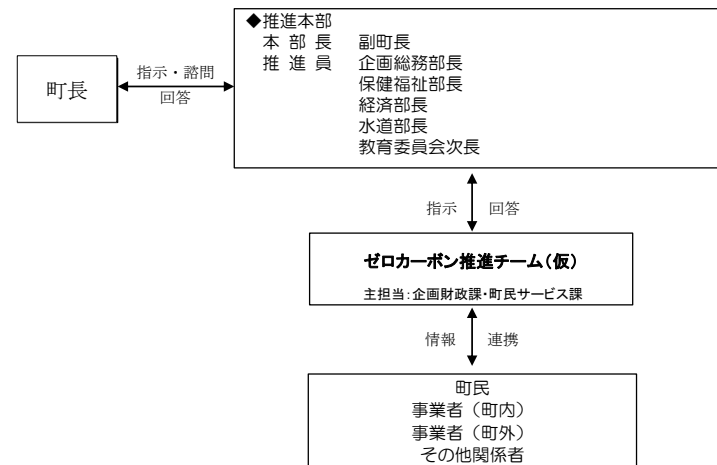 ◆推進本部
本 部 長 副町長
推 進 員 企画総務部長
保健福祉部長
経済部長
水道部長
教育委員会次長
町長
指示・諮問
回答
指示 回答
ゼロカーボン推進チーム(仮)
主担当:企画財政課・町民サービス課
情報 連携
町民
事業者（町内）
事業者（町外）
その他関係者